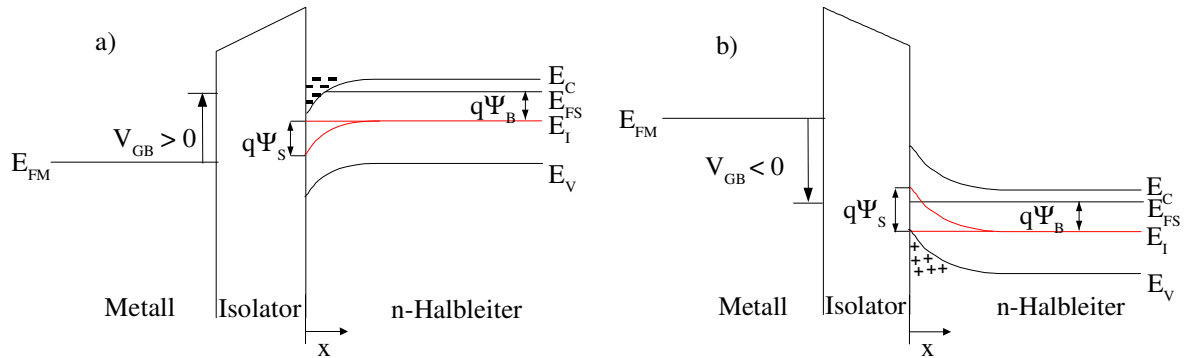 a)
E_C
E_FS
qΨ_B
E_I
V_GB > 0
qΨ_S
E_FM
E_V
Metall
Isolator
n-Halbleiter
x
b)
E_FM
V_GB < 0
E_C
E_FS
qΨ_S
qΨ_B
E_I
E_V
Metall
Isolator
n-Halbleiter
x